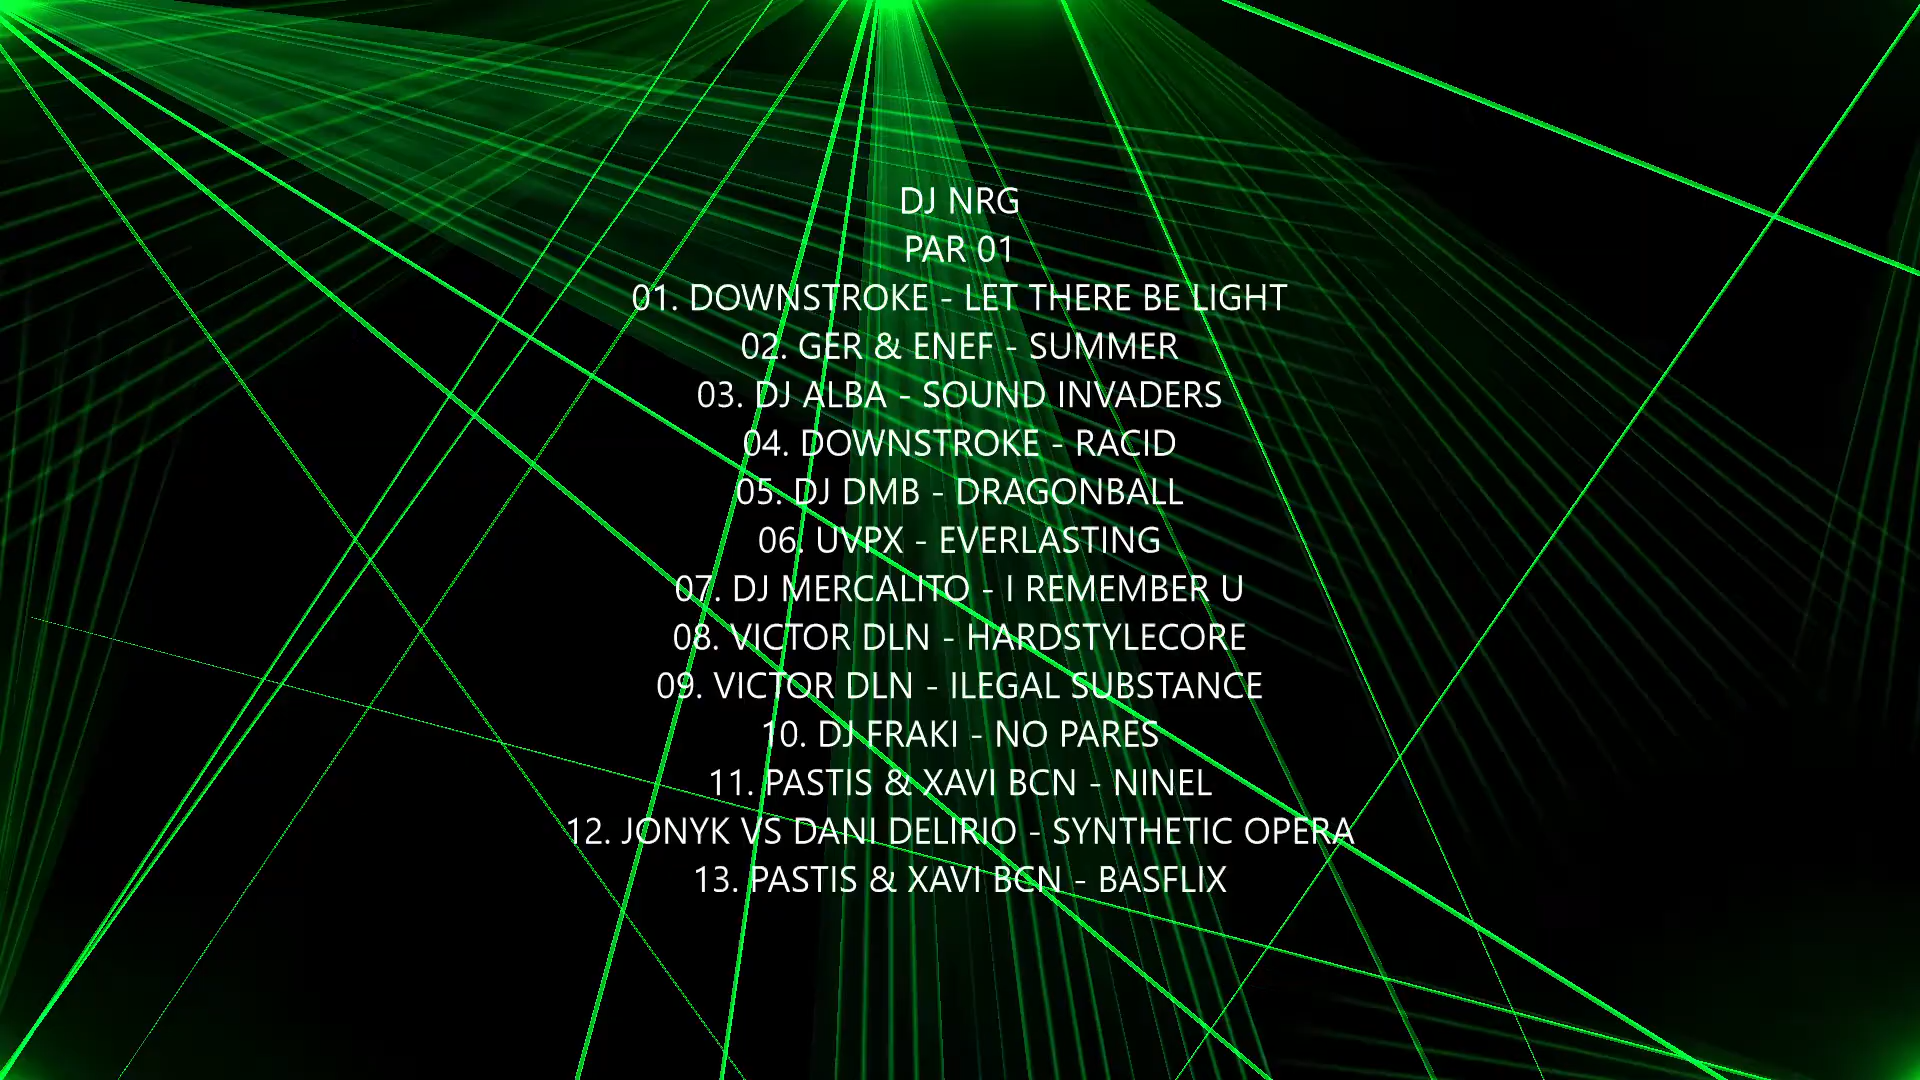 DJ NRG
PAR 01
01. DOWNSTROKE - LET THERE BE LIGHT
02. GER & ENEF - SUMMER
03. DJ ALBA - SOUND INVADERS
04. DOWNSTROKE - RACID
05. DJ DMB - DRAGONBALL
06. UVPX - EVERLASTING
07. DJ MERCALITO - I REMEMBER U
08. VICTOR DLN - HARDSTYLECORE
09. VICTOR DLN - ILEGAL SUBSTANCE
10. DJ FRAKI - NO PARES
11. PASTIS & XAVI BCN - NINEL
12. JONYK VS DANI DELIRIO - SYNTHETIC OPERA
13. PASTIS & XAVI BCN - BASFLIX